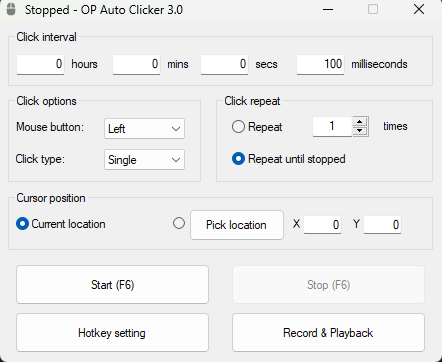 Stopped - OP Auto Clicker 3.0
Click interval
0 hours 0 mins 0 secs 100 milliseconds
Click options
Mouse button: Left
Click type: Single
Click repeat
Repeat 1 times
Repeat until stopped
Cursor position
Current location Pick location X 0 Y 0
Start (F6) Stop (F6)
Hotkey setting Record & Playback